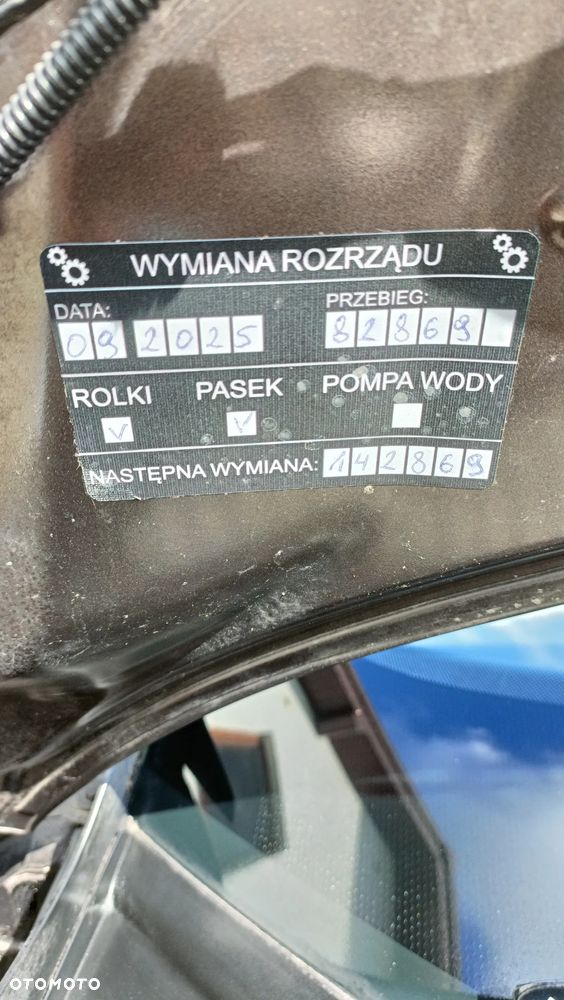 WYMIANA ROZRZĄDU
DATA: PRZEBIEG:
09 2025 82869
ROLKI PASEK POMPA WODY
V V
NASTĘPNA WYMIANA: 142869
OTOMOTO